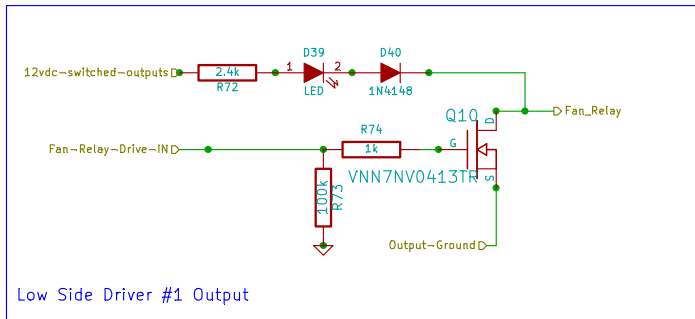 D39
D40
12vdc-switched-outputs
2.4k
1
2
R72
LED
1N4148
Fan_Relay
Q10
D
R74
Fan-Relay-Drive-IN
1k
G
VNN7NV0413TR
S
100k
R73
Output-Ground
Low Side Driver #1 Output